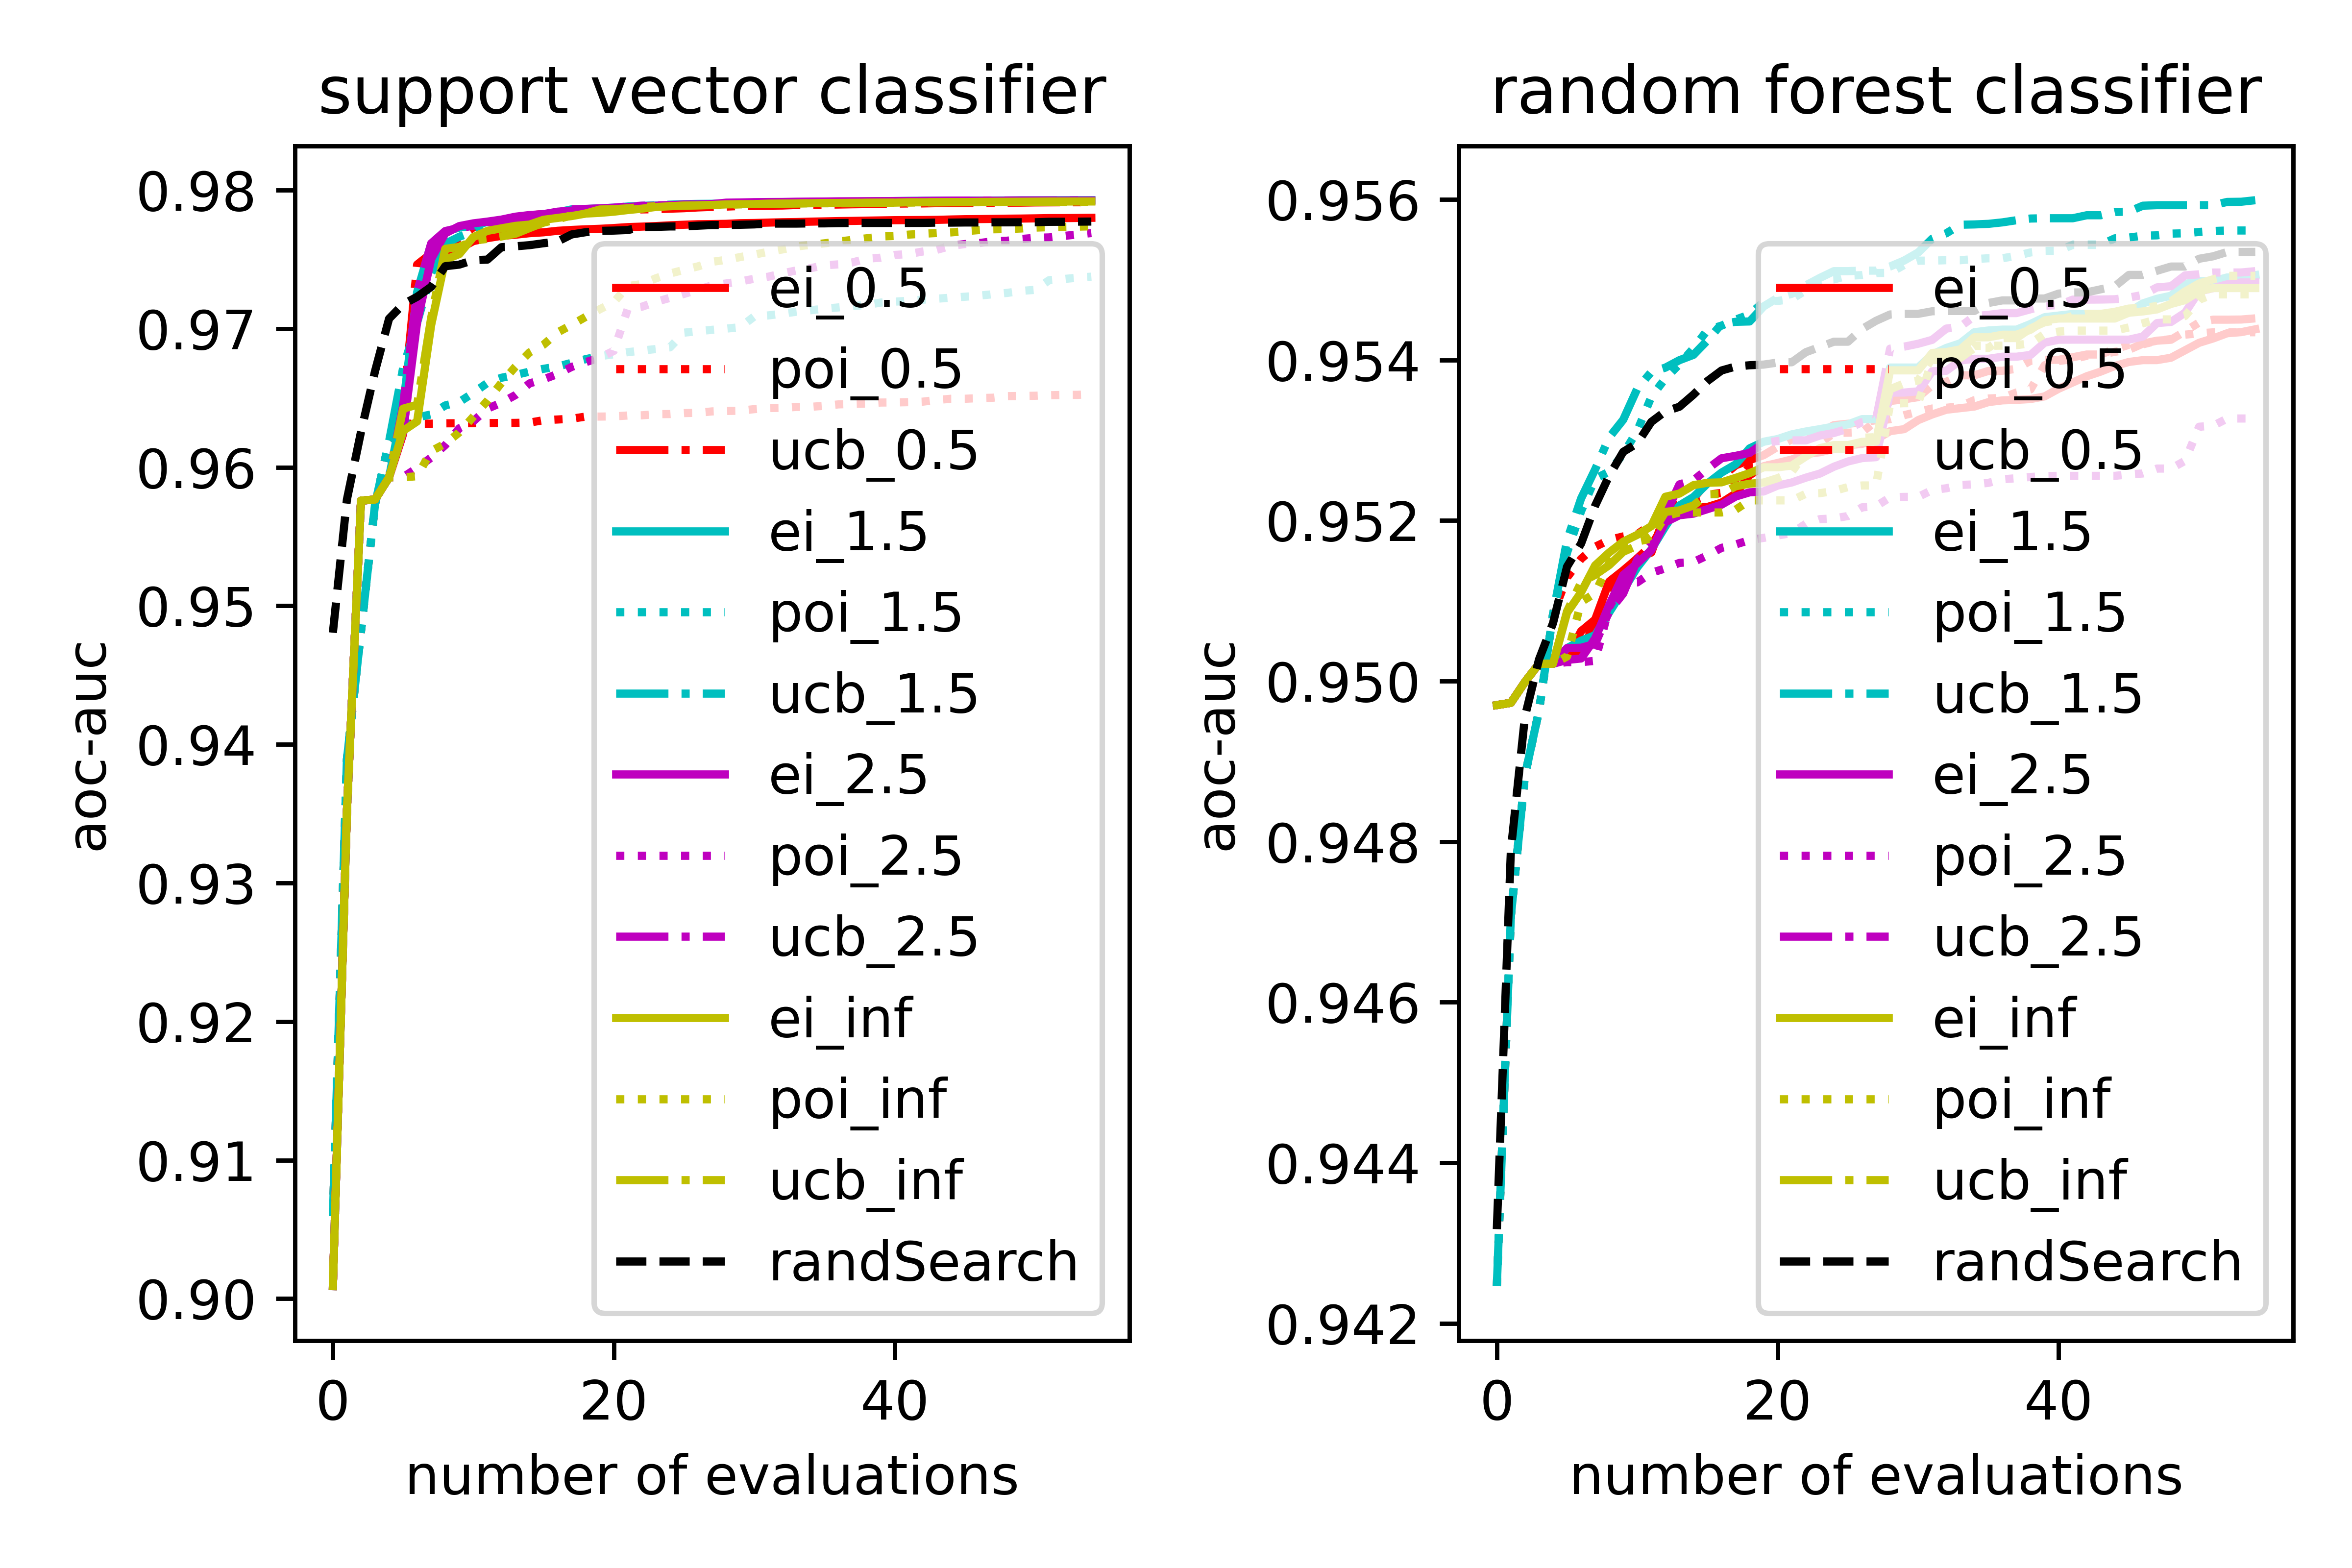 support vector classifier
0.98
0.97
0.96
0.95
0.94
0.93
0.92
0.91
0.90
aoc-auc
0
20
40
number of evaluations
ei_0.5
poi_0.5
ucb_0.5
ei_1.5
poi_1.5
ucb_1.5
ei_2.5
poi_2.5
ucb_2.5
ei_inf
poi_inf
ucb_inf
randSearch
random forest classifier
0.956
0.954
0.952
0.950
0.948
0.946
0.944
0.942
aoc-auc
0
20
40
number of evaluations
ei_0.5
poi_0.5
ucb_0.5
ei_1.5
poi_1.5
ucb_1.5
ei_2.5
poi_2.5
ucb_2.5
ei_inf
poi_inf
ucb_inf
randSearch